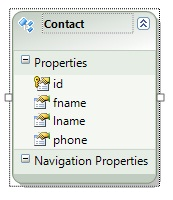 Contact
Properties
id
fname
lname
phone
Navigation Properties